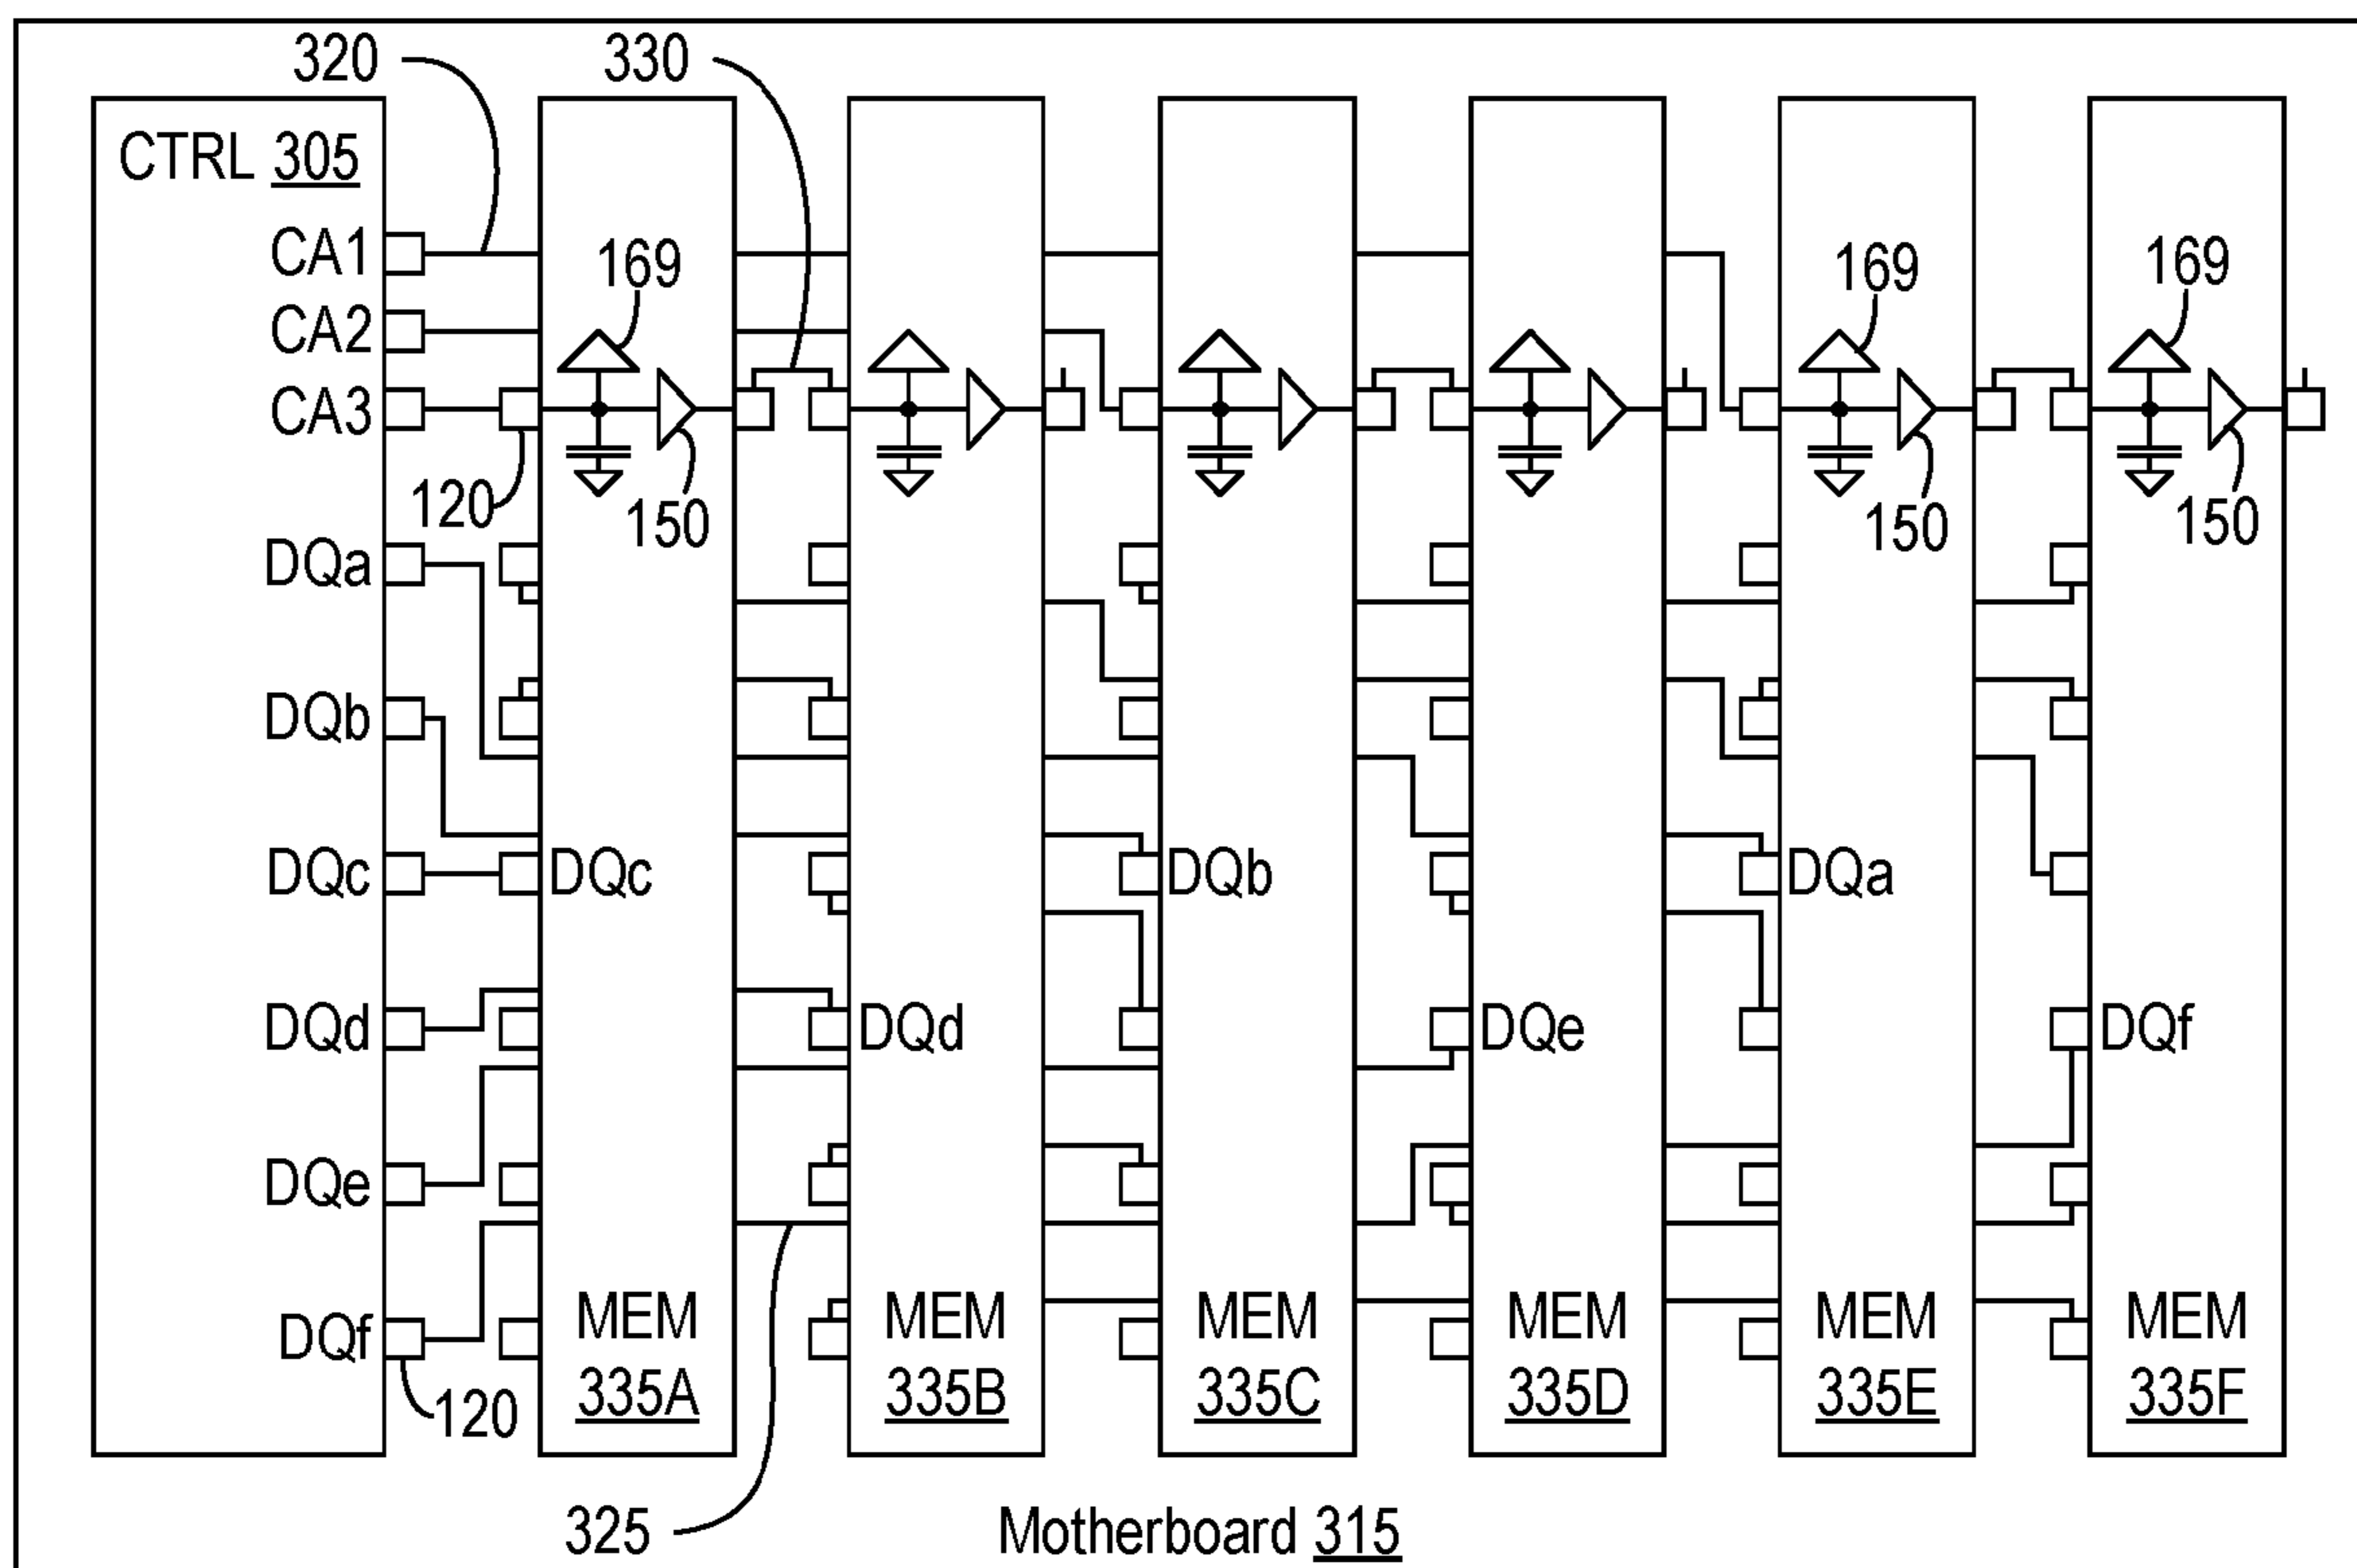 320
330
CTRL 305
CA1
169
169
169
CA2
CA3
120
150
150
150
DQa
DQb
DQc
DQc
DQb
DQa
DQd
DQd
DQe
DQf
DQe
DQf
MEM
335A
MEM
335B
MEM
335C
MEM
335D
MEM
335E
MEM
335F
120
325
Motherboard 315